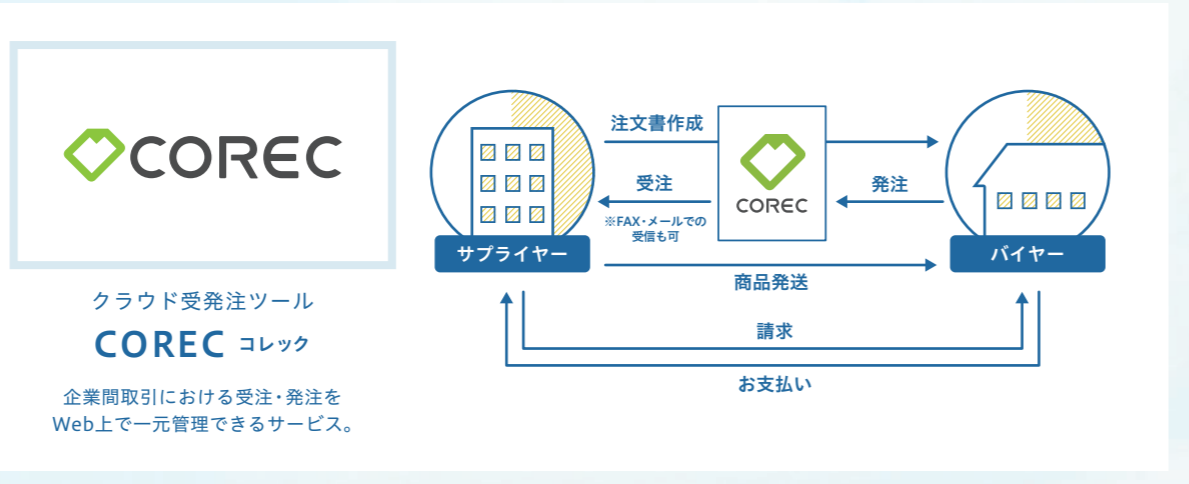 COREC
クラウド受発注ツール
COREC コレック
企業間取引における受注・発注を
Web上で一元管理できるサービス。
注文書作成
受注
※FAX・メールでの
受信も可
COREC
発注
サプライヤー
バイヤー
商品発送
請求
お支払い